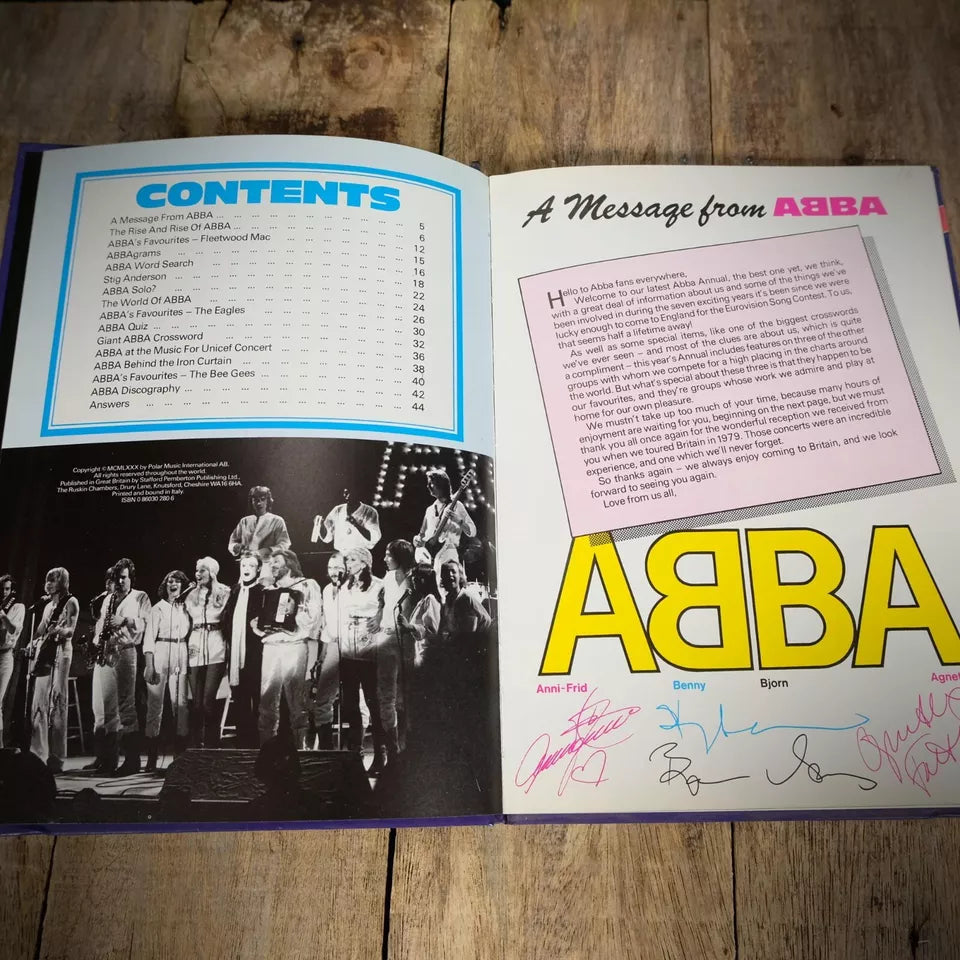 CONTENTS
A Message From ABBA ... ... ... ... ... ... ... ... 5
The Rise And Rise Of ABBA ... ... ... ... ... ... ... 6
ABBA's Favourites – Fleetwood Mac ... ... ... ... ... 12
ABBAgrams ... ... ... ... ... ... ... ... ... 15
ABBA Word Search ... ... ... ... ... ... ... ... 16
Stig Anderson ... ... ... ... ... ... ... ... ... 18
ABBA Solo? ... ... ... ... ... ... ... ... ... 22
The World Of ABBA ... ... ... ... ... ... ... ... 24
ABBA's Favourites – The Eagles ... ... ... ... ... ... 26
ABBA Quiz ... ... ... ... ... ... ... ... ... 30
Giant ABBA Crossword ... ... ... ... ... ... ... 32
ABBA at the Music For Unicef Concert ... ... ... ... ... 36
ABBA Behind the Iron Curtain ... ... ... ... ... ... 38
ABBA's Favourites – The Bee Gees ... ... ... ... ... 40
ABBA Discography ... ... ... ... ... ... ... ... 42
Answers ... ... ... ... ... ... ... ... ... ... 44
Copyright © MCMLXXX by Polar Music International AB.
All rights reserved throughout the world.
Published in Great Britain by Stafford Pemberton Publishing Ltd.,
The Ruskin Chambers, Drury Lane, Knutsford, Cheshire WA16 6HA.
Printed and bound in Italy.
ISBN 0 86030 280 6
A Message from ABBA
Hello to Abba fans everywhere,
Welcome to our latest Abba Annual, the best one yet, we think,
with a great deal of information about us and some of the things we've
been involved in during the seven exciting years it's been since we were
lucky enough to come to England for the Eurovision Song Contest. To us,
that seems half a lifetime away!
As well as some special items, like one of the biggest crosswords
we've ever seen – and most of the clues are about us, which is quite
a compliment – this year's Annual includes features on three of the other
groups with whom we compete for a high placing in the charts around
the world. But what's special about these three is that they happen to be
our favourites, and they're groups whose work we admire and play at
home for our own pleasure.
We mustn't take up too much of your time, because many hours of
enjoyment are waiting for you, beginning on the next page, but we must
thank you all once again for the wonderful reception we received from
you when we toured Britain in 1979. Those concerts were an incredible
experience, and one which we'll never forget.
So thanks again – we always enjoy coming to Britain, and we look
forward to seeing you again.
Love from us all,
ABBA
Anni-Frid Benny Bjorn Agnet